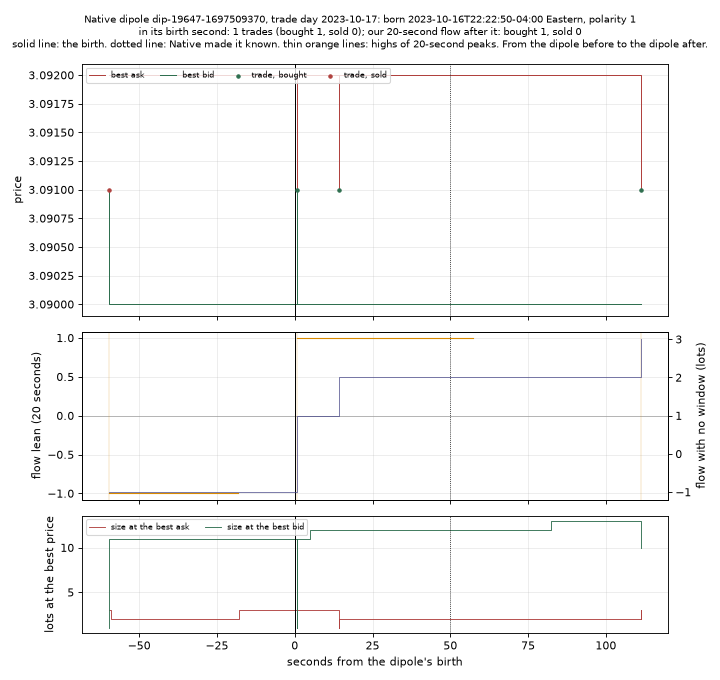 Native dipole dip-19647-1697509370, trade day 2023-10-17: born 2023-10-16T22:22:50-04:00 Eastern, polarity 1
in its birth second: 1 trades (bought 1, sold 0); our 20-second flow after it: bought 1, sold 0
solid line: the birth. dotted line: Native made it known. thin orange lines: highs of 20-second peaks. From the dipole before to the dipole after.
best ask best bid trade, bought trade, sold
3.09200
3.09175
3.09150
3.09125
3.09100
3.09075
3.09050
3.09025
3.09000
price
1.0
0.5
0.0
−0.5
−1.0
flow lean (20 seconds)
3
2
1
0
−1
flow with no window (lots)
size at the best ask size at the best bid
10
5
lots at the best price
−50 −25 0 25 50 75 100
seconds from the dipole's birth